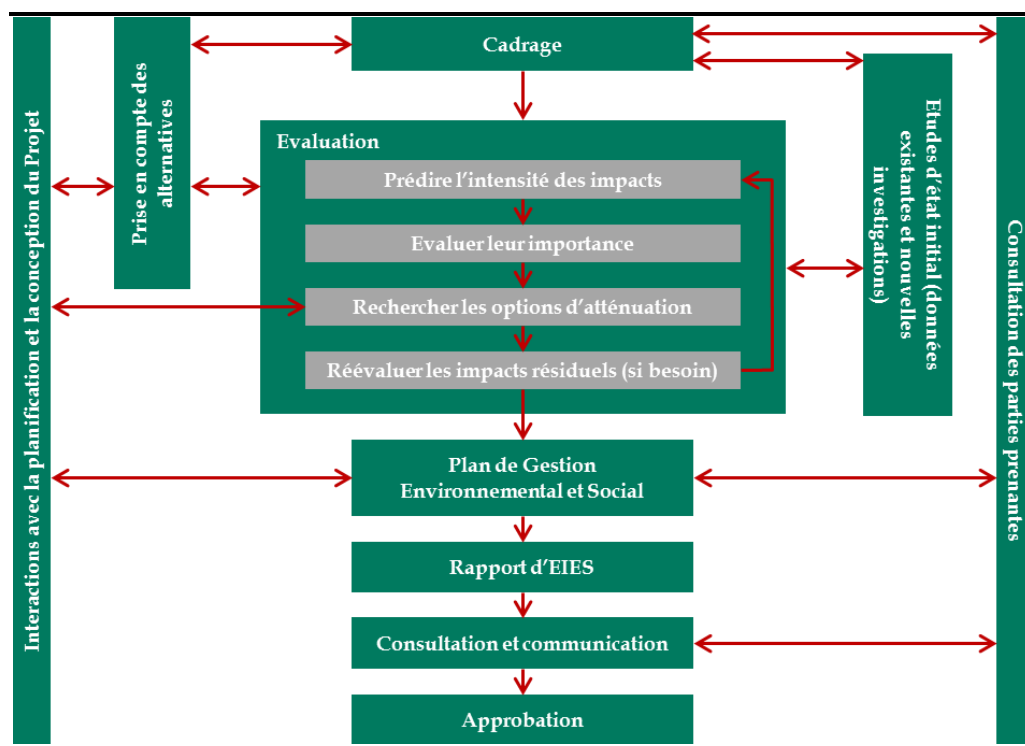 Interactions avec la planification et la conception du Projet
Prise en compte des
alternatives
Cadrage
Evaluation
Prédire l’intensité des impacts
Evaluer leur importance
Rechercher les options d’atténuation
Réévaluer les impacts résiduels (si besoin)
Plan de Gestion
Environnemental et Social
Rapport d’EIES
Consultation et communication
Approbation
Etudes d’état initial (données
existantes et nouvelles
investigations)
Consultation des parties prenantes